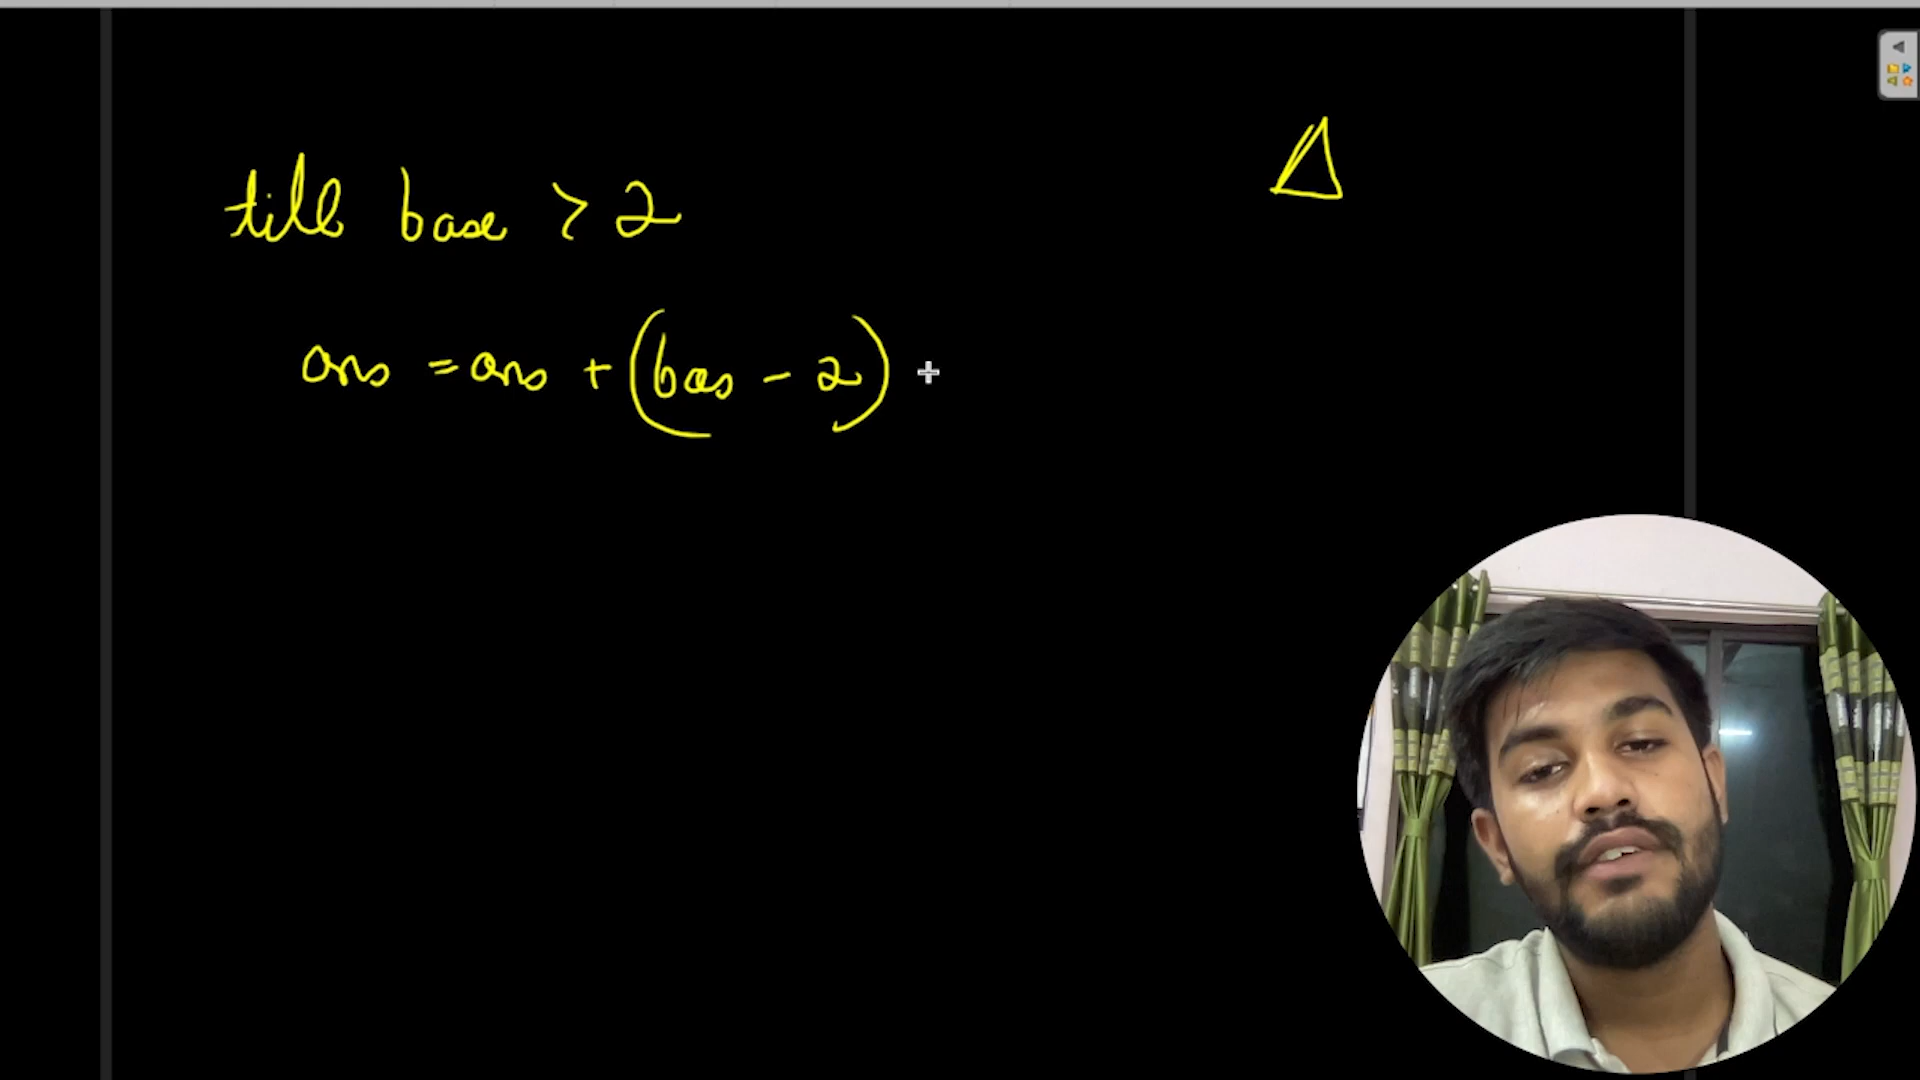 till base > 2
ans = ans + (bas - 2)